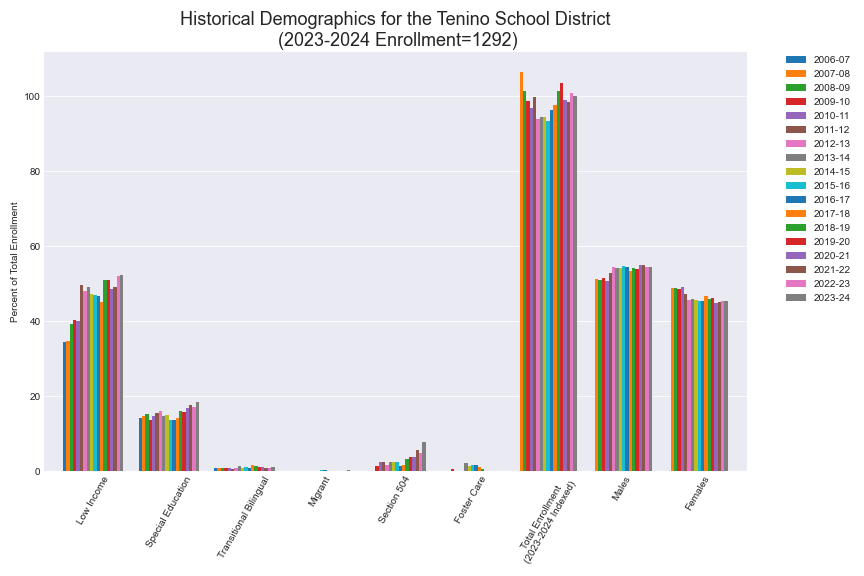 Historical Demographics for the Tenino School District
(2023-2024 Enrollment=1292)
Percent of Total Enrollment
100
80
60
40
20
0
Low Income
Special Education
Transitional Bilingual
Migrant
Section 504
Foster Care
Total Enrollment
(2023-2024 Indexed)
Males
Females
2006-07
2007-08
2008-09
2009-10
2010-11
2011-12
2012-13
2013-14
2014-15
2015-16
2016-17
2017-18
2018-19
2019-20
2020-21
2021-22
2022-23
2023-24